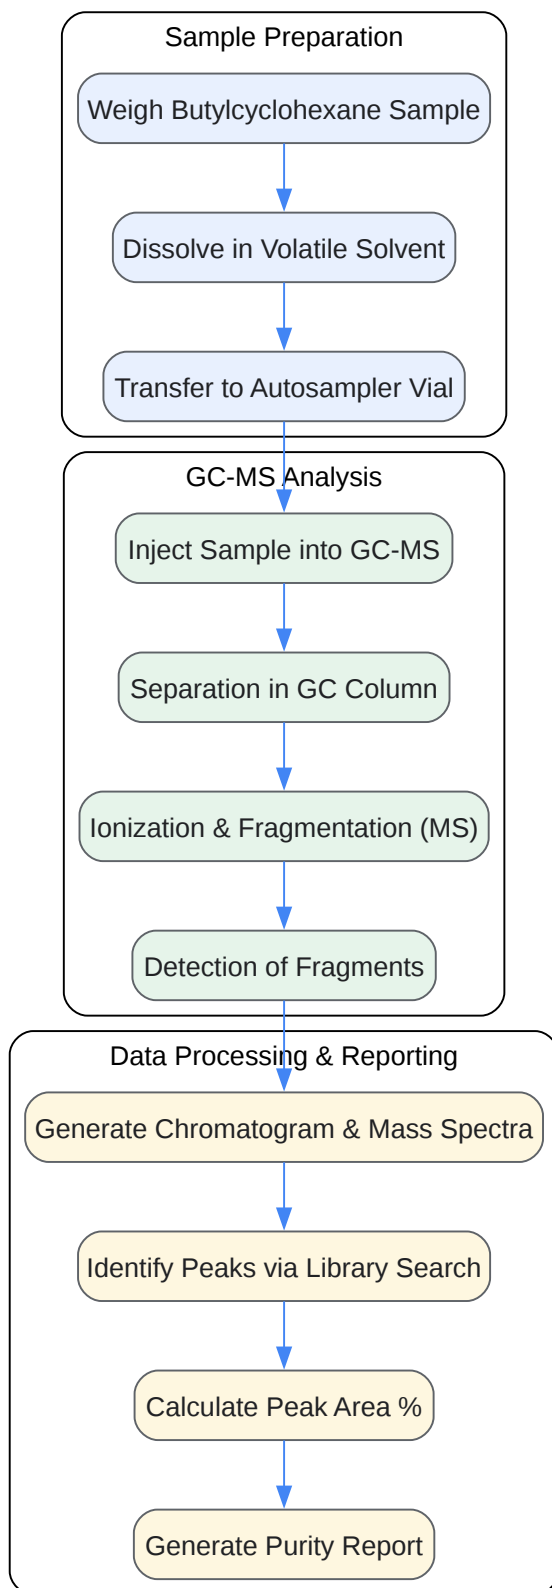 Sample Preparation
Weigh Butylcyclohexane Sample
Dissolve in Volatile Solvent
Transfer to Autosampler Vial
GC-MS Analysis
Inject Sample into GC-MS
Separation in GC Column
Ionization & Fragmentation (MS)
Detection of Fragments
Data Processing & Reporting
Generate Chromatogram & Mass Spectra
Identify Peaks via Library Search
Calculate Peak Area %
Generate Purity Report